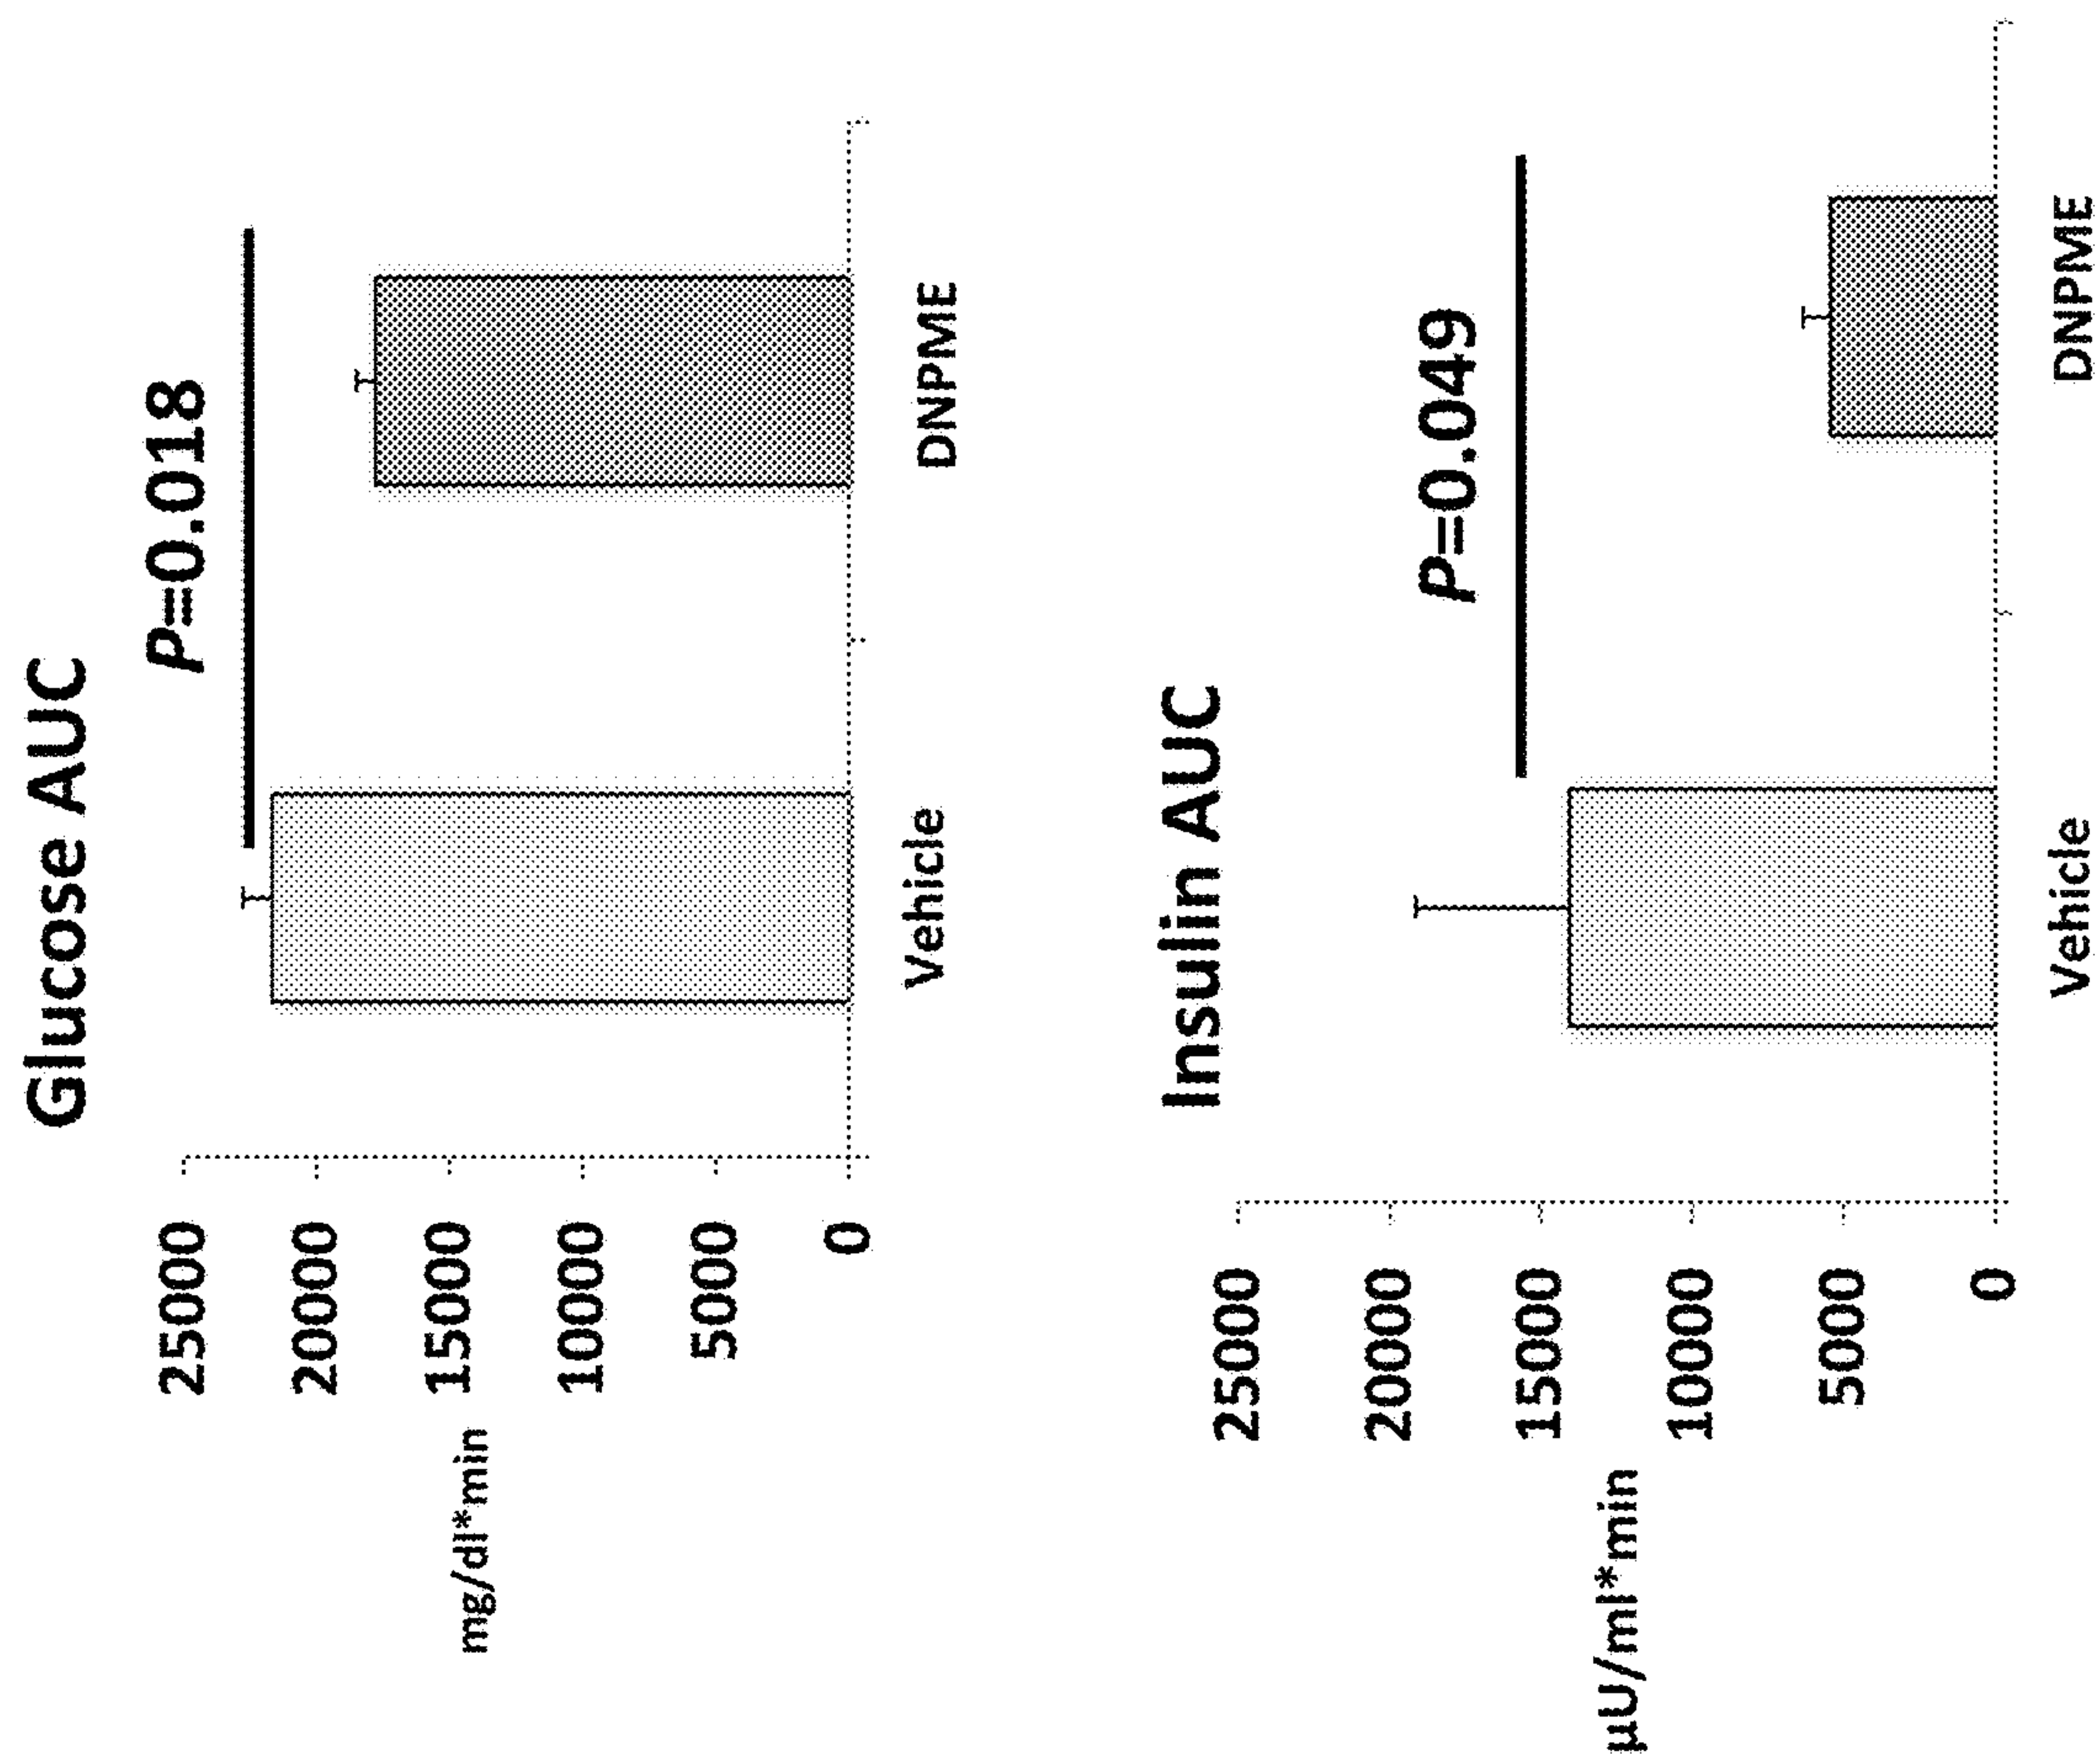 Glucose AUC
P=0.018
25000
20000
15000
10000
5000
0
mg/dl*min
Vehicle
DNPME
Insulin AUC
P=0.049
25000
20000
15000
10000
5000
0
µU/ml*min
Vehicle
DNPME